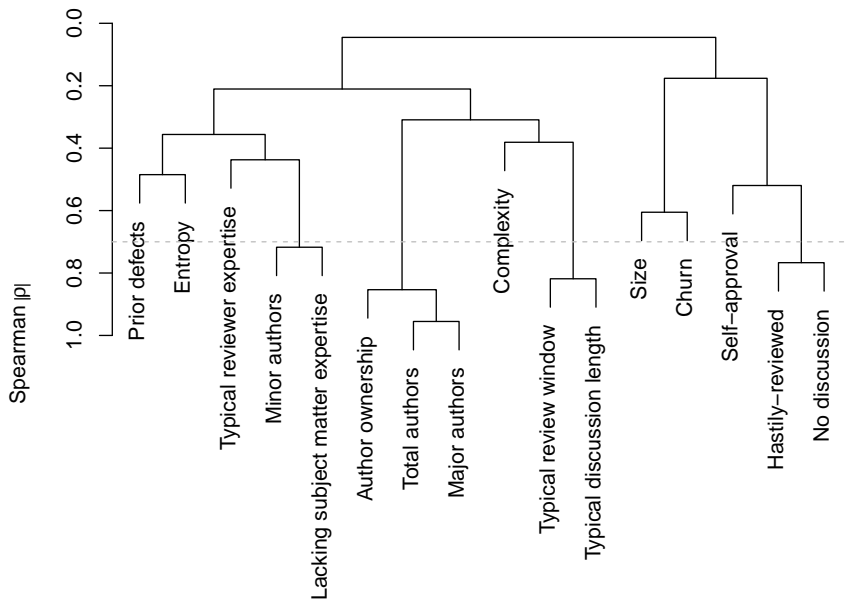 0.0
0.2
0.4
0.6
0.8
1.0
Spearman |ρ|
Prior defects
Entropy
Typical reviewer expertise
Minor authors
Lacking subject matter expertise
Author ownership
Total authors
Major authors
Complexity
Typical review window
Typical discussion length
Size
Churn
Self−approval
Hastily−reviewed
No discussion